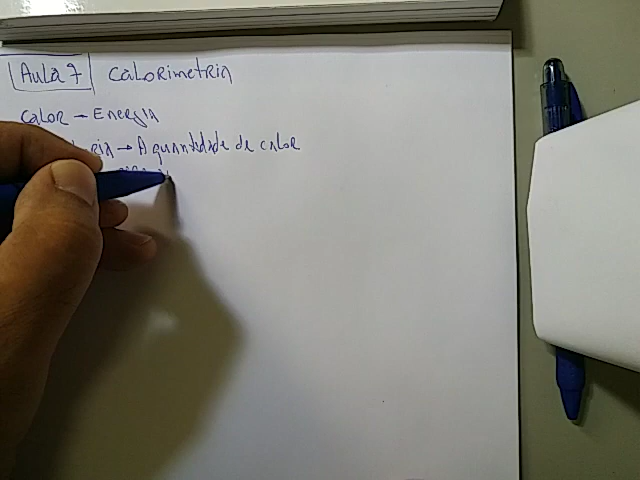 Aula 7 Calorimetria
Calor → Energia
→ A quantidade de calor